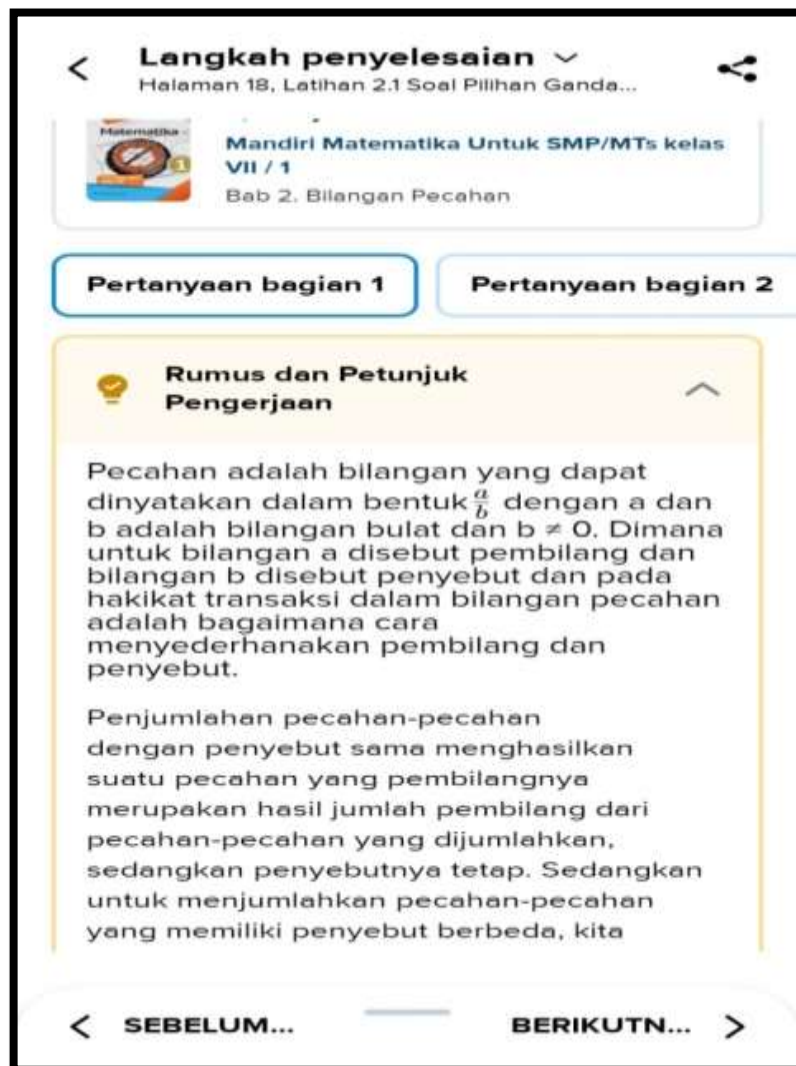 Langkah penyelesaian
Halaman 18, Latihan 2.1 Soal Pilihan Ganda...
Matematika
1
Mandiri Matematika Untuk SMP/MTs kelas
VII / 1
Bab 2. Bilangan Pecahan
Pertanyaan bagian 1
Pertanyaan bagian 2
Rumus dan Petunjuk
Pengerjaan
Pecahan adalah bilangan yang dapat
dinyatakan dalam bentuk a/b dengan a dan
b adalah bilangan bulat dan b ≠ 0. Dimana
untuk bilangan a disebut pembilang dan
bilangan b disebut penyebut dan pada
hakikat transaksi dalam bilangan pecahan
adalah bagaimana cara
menyederhanakan pembilang dan
penyebut.
Penjumlahan pecahan-pecahan
dengan penyebut sama menghasilkan
suatu pecahan yang pembilangnya
merupakan hasil jumlah pembilang dari
pecahan-pecahan yang dijumlahkan,
sedangkan penyebutnya tetap. Sedangkan
untuk menjumlahkan pecahan-pecahan
yang memiliki penyebut berbeda, kita
SEBELUM...
BERIKUTN...